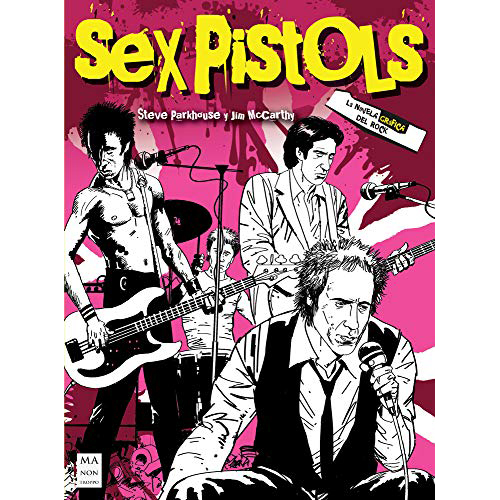 Sex Pistols
Steve Parkhouse y Jim McCarthy
La Novela Gráfica
del Rock
MA
NON
TROPPO